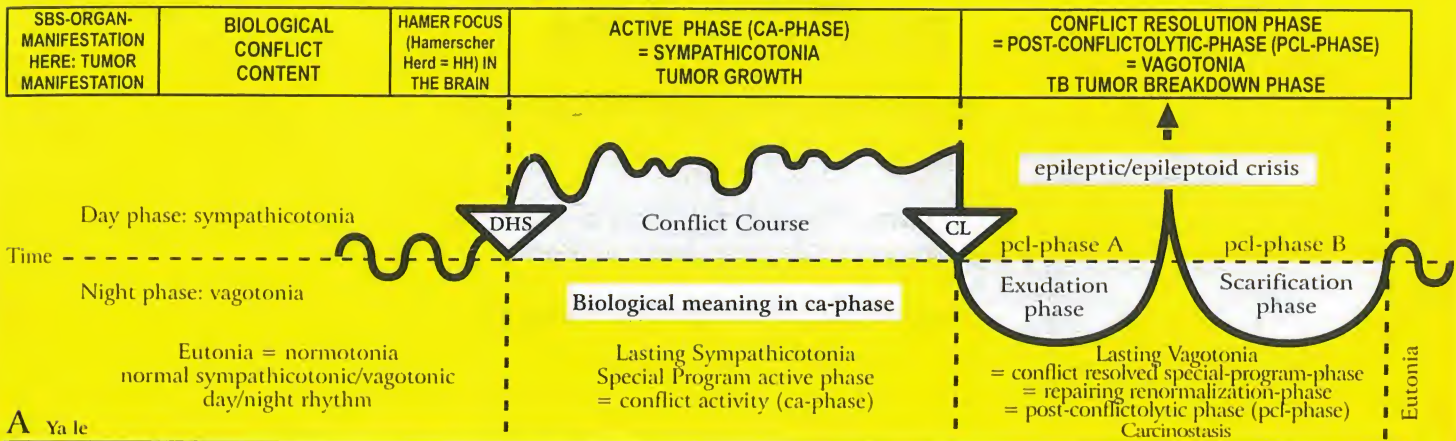 SBS-ORGAN-
MANIFESTATION
HERE: TUMOR
MANIFESTATION
BIOLOGICAL
CONFLICT
CONTENT
HAMER FOCUS
(Hamerscher
Herd = HH) IN
THE BRAIN
ACTIVE PHASE (CA-PHASE)
= SYMPATHICOTONIA
TUMOR GROWTH
CONFLICT RESOLUTION PHASE
= POST-CONFLICTOLYTIC-PHASE (PCL-PHASE)
= VAGOTONIA
TB TUMOR BREAKDOWN PHASE
epileptic/epileptoid crisis
Day phase: sympathicotonia
DHS
Conflict Course
CL
pcl-phase A
pcl-phase B
Time
Night phase: vagotonia
Biological meaning in ca-phase
Exudation
phase
Scarification
phase
Eutonia = normotonia
normal sympathicotonic/vagotonic
day/night rhythm
Lasting Sympathicotonia
Special Program active phase
= conflict activity (ca-phase)
Lasting Vagotonia
= conflict resolved special-program-phase
= repairing renormalization-phase
= post-conflictolytic phase (pcl-phase)
Carcinostasis
Eutonia
A Ya le